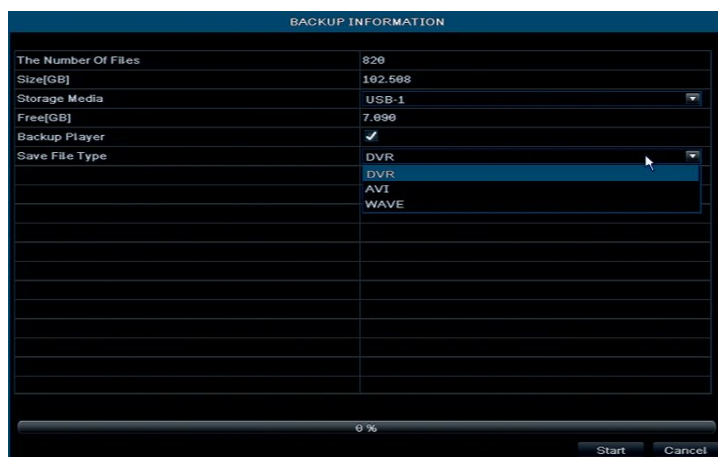 BACKUP INFORMATION
The Number Of Files 820
Size[GB] 102.508
Storage Media USB-1
Free[GB] 7.090
Backup Player
Save File Type DVR
DVR
AVI
WAVE
0 %
Start Cancel